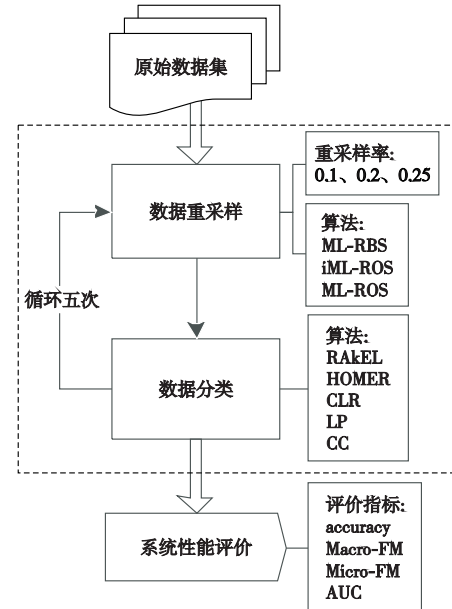 原始数据集
重采样率:
0.1、0.2、0.25
数据重采样
算法:
ML-RBS
iML-ROS
ML-ROS
循环五次
算法:
RAkEL
HOMER
CLR
LP
CC
数据分类
评价指标:
accuracy
Macro-FM
Micro-FM
AUC
系统性能评价